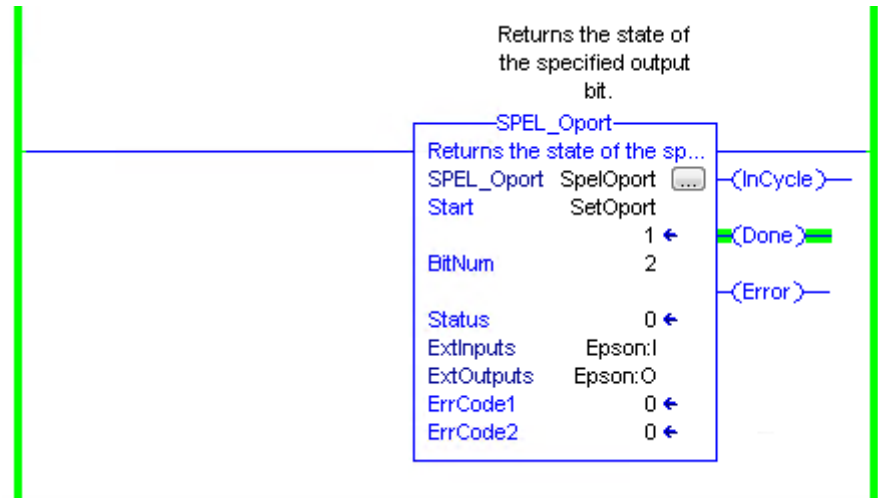 Returns the state of
the specified output
bit.
SPEL_Oport
Returns the state of the sp...
SPEL_Oport SpelOport ... (InCycle)
Start SetOport
1 (Done)
BitNum 2
(Error)
Status 0
ExtInputs Epson:I
ExtOutputs Epson:O
ErrCode1 0
ErrCode2 0